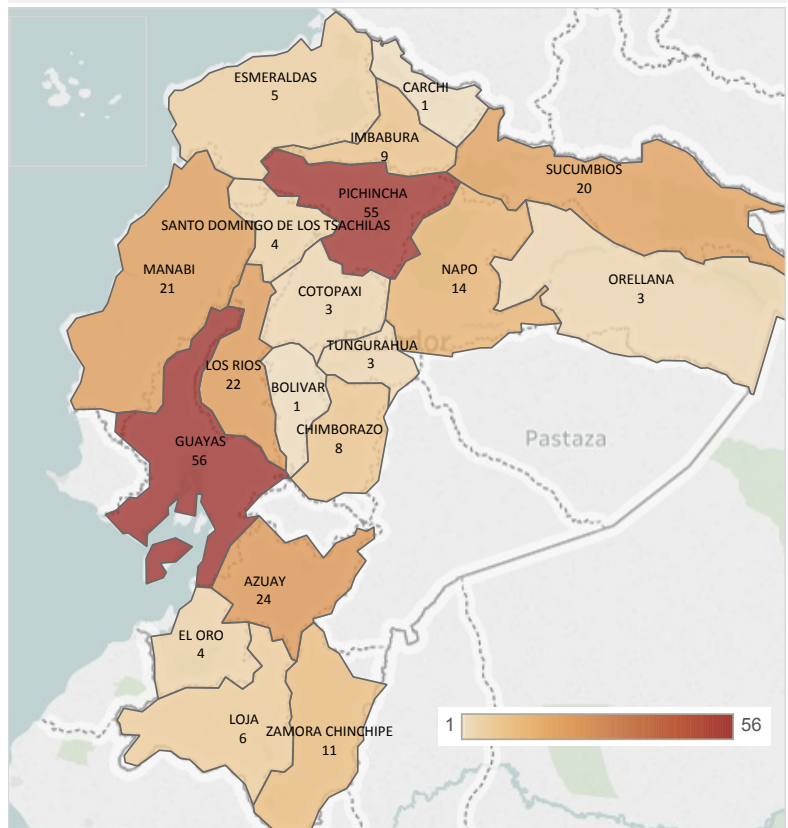 ESMERALDAS
5
CARCHI
1
IMBABURA
9
SUCUMBIOS
20
PICHINCHA
55
SANTO DOMINGO DE LOS TSACHILAS
4
MANABI
21
NAPO
14
ORELLANA
3
COTOPAXI
3
TUNGURAHUA
3
LOS RIOS
22
BOLIVAR
1
CHIMBORAZO
8
Pastaza
GUAYAS
56
AZUAY
24
EL ORO
4
LOJA
6
ZAMORA CHINCHIPE
11
1
56